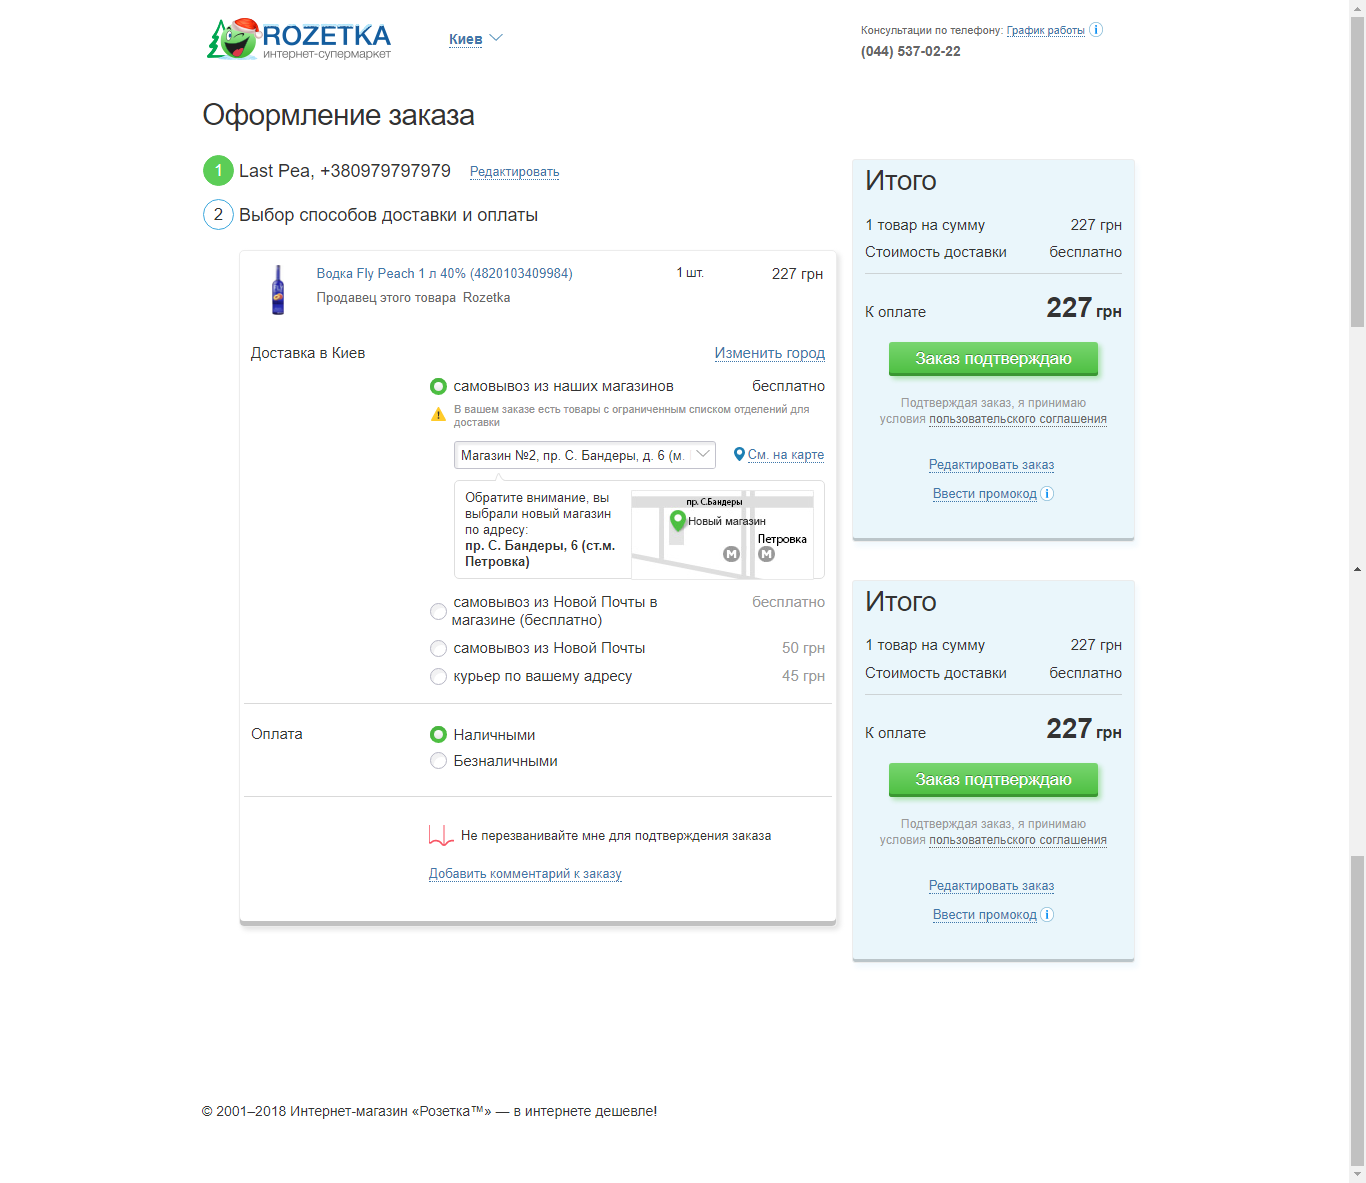 ROZETKA
интернет-супермаркет
Киев
Консультации по телефону: График работы i
(044) 537-02-22
Оформление заказа
1 Last Pea, +380979797979 Редактировать
2 Выбор способов доставки и оплаты
Водка Fly Peach 1 л 40% (4820103409984) 1 шт. 227 грн
Продавец этого товара Rozetka
Доставка в Киев Изменить город
самовывоз из наших магазинов бесплатно
В вашем заказе есть товары с ограниченным списком отделений для
доставки
Магазин №2, пр. С. Бандеры, д. 6 (м. См. на карте
Обратите внимание, вы
выбрали новый магазин
по адресу:
пр. С. Бандеры, 6 (ст.м.
Петровка)
пр. С.Бандеры
Новый магазин
Петровка
М М
самовывоз из Новой Почты в бесплатно
магазине (бесплатно)
самовывоз из Новой Почты 50 грн
курьер по вашему адресу 45 грн
Оплата Наличными
Безналичными
Не перезванивайте мне для подтверждения заказа
Добавить комментарий к заказу
Итого
1 товар на сумму 227 грн
Стоимость доставки бесплатно
К оплате 227 грн
Заказ подтверждаю
Подтверждая заказ, я принимаю
условия пользовательского соглашения
Редактировать заказ
Ввести промокод i
Итого
1 товар на сумму 227 грн
Стоимость доставки бесплатно
К оплате 227 грн
Заказ подтверждаю
Подтверждая заказ, я принимаю
условия пользовательского соглашения
Редактировать заказ
Ввести промокод i
© 2001–2018 Интернет-магазин «Розетка™» — в интернете дешевле!